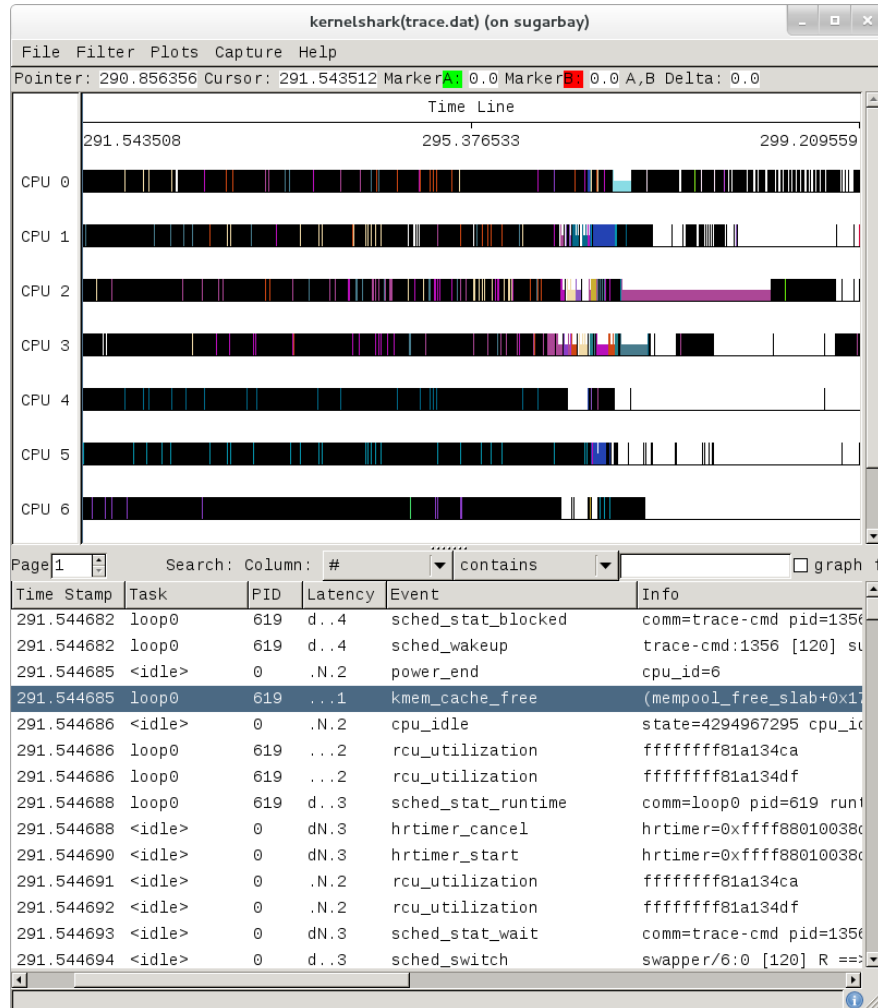 kernelshark(trace.dat) (on sugarbay)
File Filter Plots Capture Help
Pointer: 290.856356 Cursor: 291.543512 MarkerA: 0.0 MarkerB: 0.0 A,B Delta: 0.0
Time Line
291.543508 295.376533 299.209559
CPU 0
CPU 1
CPU 2
CPU 3
CPU 4
CPU 5
CPU 6
Page 1 Search: Column: # contains graph f
Time Stamp Task PID Latency Event Info
291.544682 loop0 619 d..4 sched_stat_blocked comm=trace-cmd pid=1356
291.544682 loop0 619 d..4 sched_wakeup trace-cmd:1356 [120] su
291.544685 <idle> 0 .N.2 power_end cpu_id=6
291.544685 loop0 619 ...1 kmem_cache_free (mempool_free_slab+0x17
291.544686 <idle> 0 .N.2 cpu_idle state=4294967295 cpu_id
291.544686 loop0 619 ...2 rcu_utilization ffffffff81a134ca
291.544686 loop0 619 ...2 rcu_utilization ffffffff81a134df
291.544688 loop0 619 d..3 sched_stat_runtime comm=loop0 pid=619 runt
291.544688 <idle> 0 dN.3 hrtimer_cancel hrtimer=0xffff88010038c
291.544690 <idle> 0 dN.3 hrtimer_start hrtimer=0xffff88010038c
291.544691 <idle> 0 .N.2 rcu_utilization ffffffff81a134ca
291.544692 <idle> 0 .N.2 rcu_utilization ffffffff81a134df
291.544693 <idle> 0 dN.3 sched_stat_wait comm=trace-cmd pid=1356
291.544694 <idle> 0 d..3 sched_switch swapper/6:0 [120] R ==>